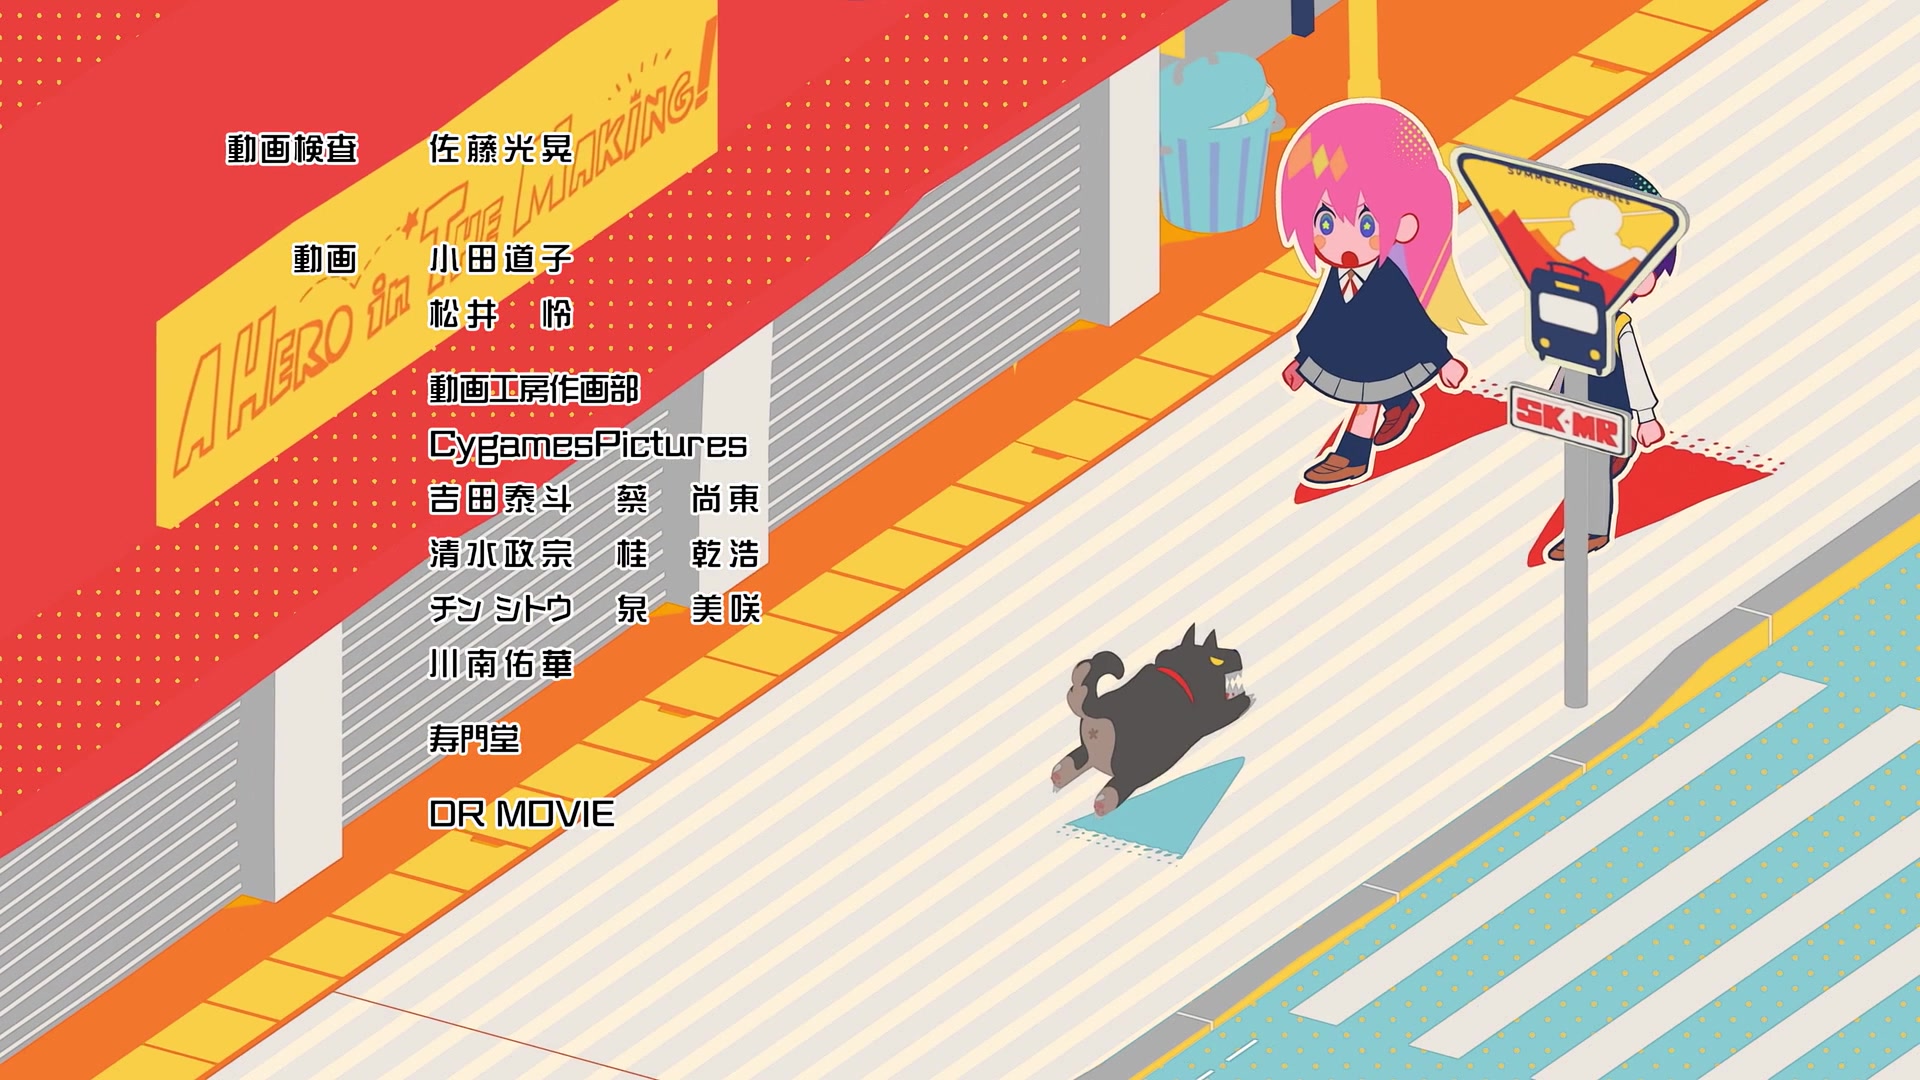 A HERO in THE MAKING!
動画検査 佐藤光晃
動画 小田道子
松井 怜
動画工房作画部
CygamesPictures
吉田泰斗 蔡 尚東
清水政宗 桂 乾浩
チン シトウ 泉 美咲
川南佑華
寿門堂
DR MOVIE
SUMMER・MEMORIES
SK・MR